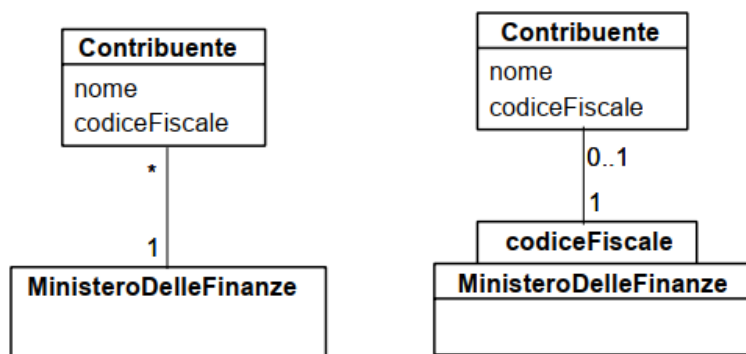 Contribuente
nome
codiceFiscale
*
1
MinisteroDelleFinanze
Contribuente
nome
codiceFiscale
0..1
1
codiceFiscale
MinisteroDelleFinanze